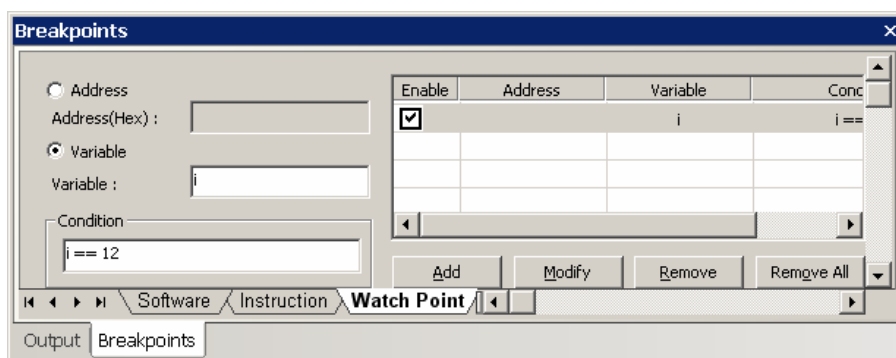 Breakpoints
Address
Address(Hex) :
Variable
Variable : i
Condition
i == 12
Enable Address Variable Conc
i i ==
Add Modify Remove Remove All
Software Instruction Watch Point
Output Breakpoints